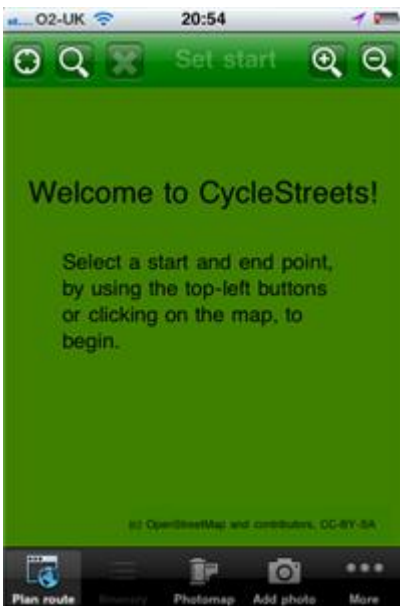 O2-UK 20:54
Set start
Welcome to CycleStreets!
Select a start and end point,
by using the top-left buttons
or clicking on the map, to
begin.
(c) OpenStreetMap and contributors, CC-BY-SA
Plan route Itinerary Photomap Add photo More